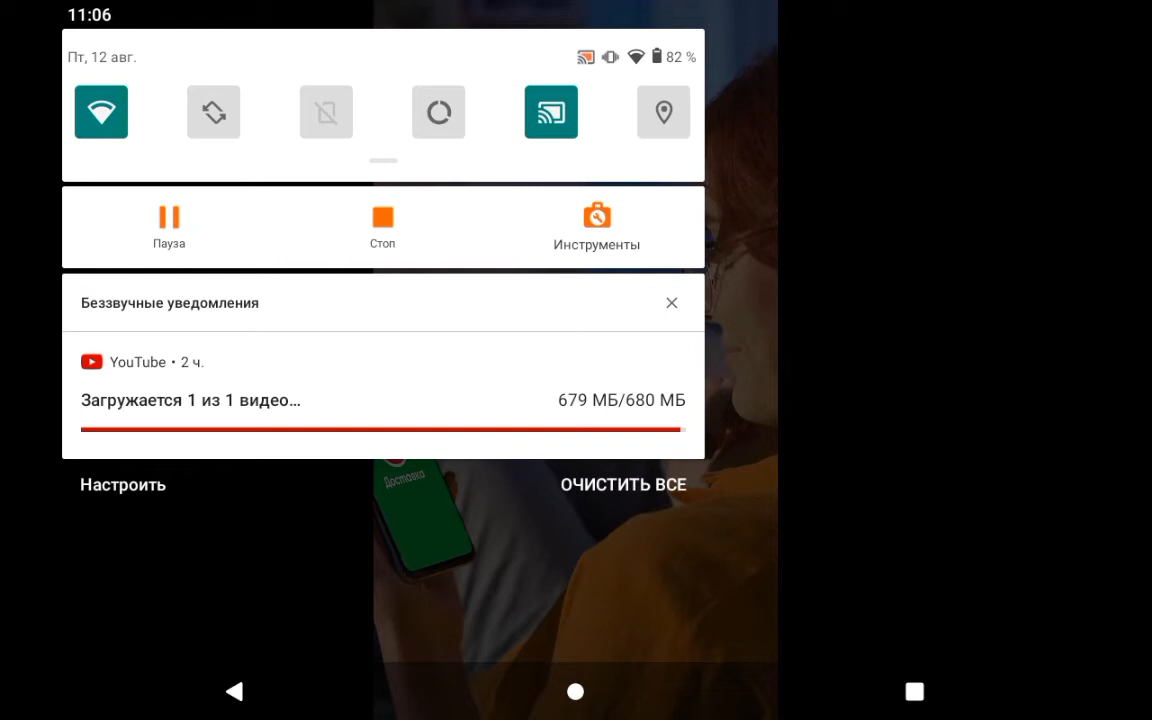 11:06
Пт, 12 авг.
82 %
Пауза
Стоп
Инструменты
Беззвучные уведомления
YouTube • 2 ч.
Загружается 1 из 1 видео…
679 МБ/680 МБ
Доставка
Настроить
ОЧИСТИТЬ ВСЕ